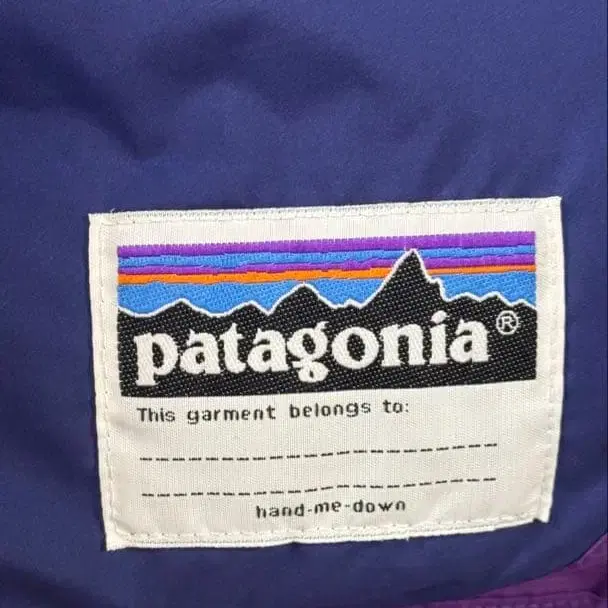 patagonia®
This garment belongs to:
hand-me-down